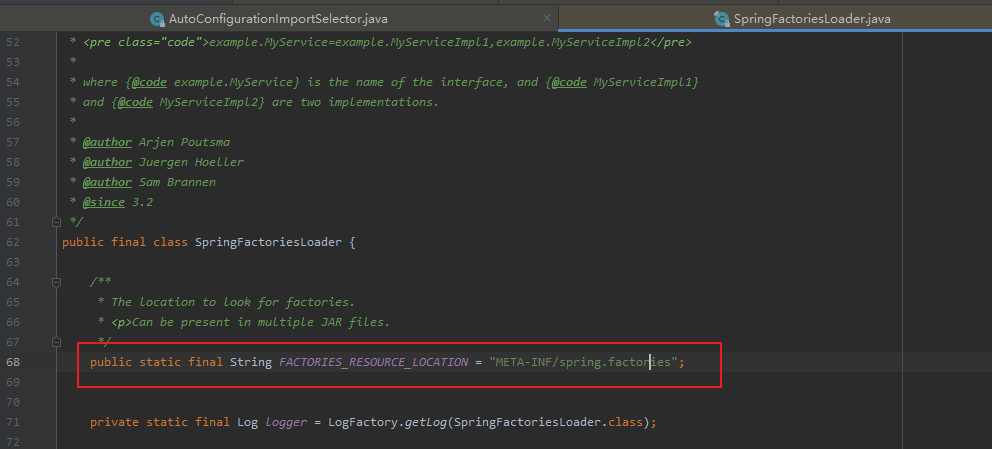 AutoConfigurationImportSelector.java × SpringFactoriesLoader.java
52 * <pre class="code">example.MyService=example.MyServiceImpl1,example.MyServiceImpl2</pre>
53 *
54 * where {@code example.MyService} is the name of the interface, and {@code MyServiceImpl1}
55 * and {@code MyServiceImpl2} are two implementations.
56 *
57 * @author Arjen Poutsma
58 * @author Juergen Hoeller
59 * @author Sam Brannen
60 * @since 3.2
61 */
62 public final class SpringFactoriesLoader {
63
64 /**
65 * The location to look for factories.
66 * <p>Can be present in multiple JAR files.
67 */
68 public static final String FACTORIES_RESOURCE_LOCATION = "META-INF/spring.factories";
69
70
71 private static final Log logger = LogFactory.getLog(SpringFactoriesLoader.class);
72